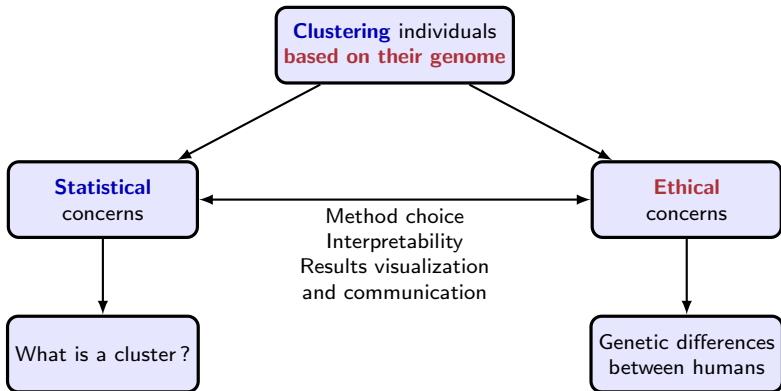 Clustering individuals
based on their genome
Statistical
concerns
Ethical
concerns
Method choice
Interpretability
Results visualization
and communication
What is a cluster ?
Genetic differences
between humans